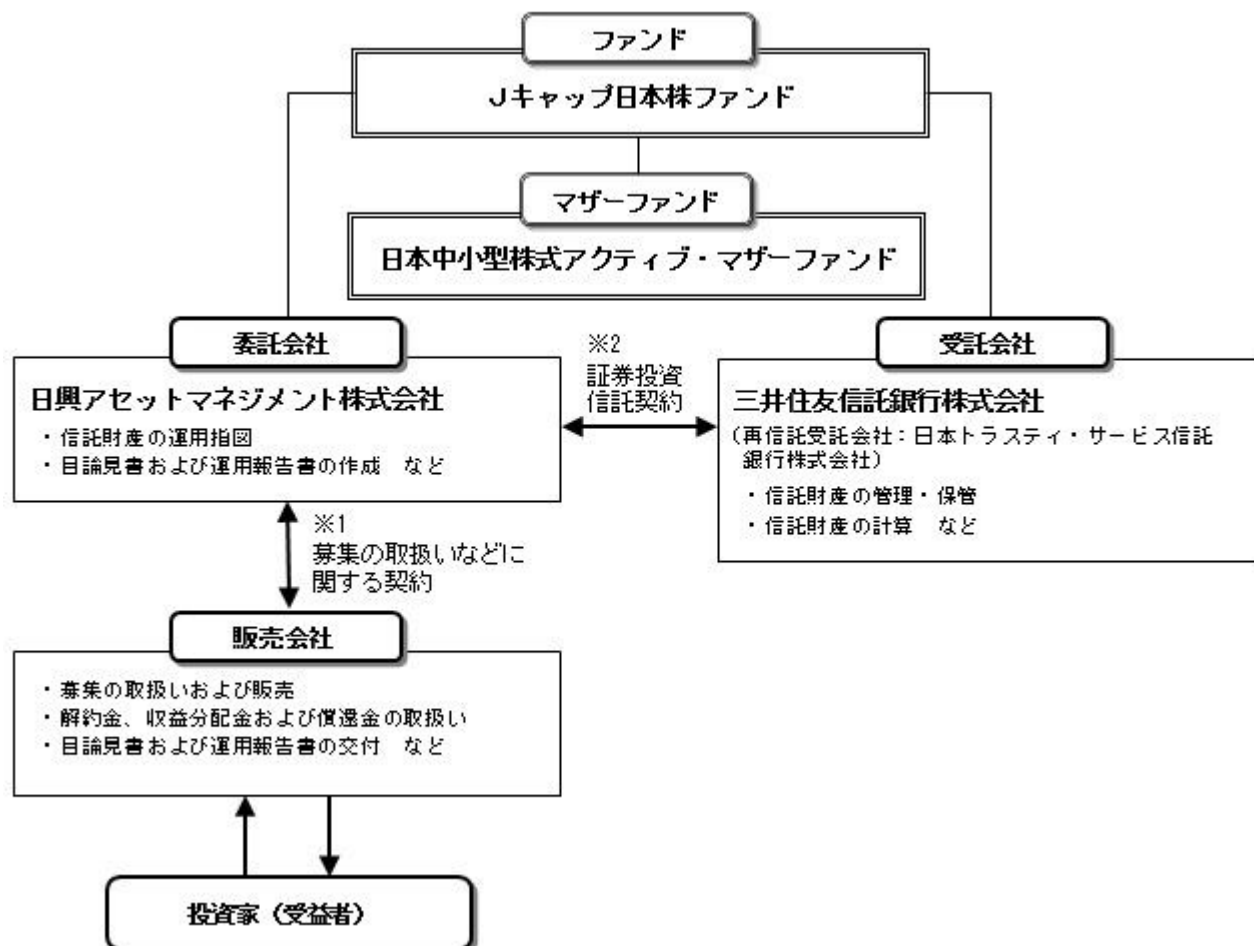 ファンド
Jキャップ日本株ファンド
マザーファンド
日本中小型株式アクティブ・マザーファンド
委託会社
日興アセットマネジメント株式会社
・信託財産の運用指図
・目論見書および運用報告書の作成　など
※2
証券投資
信託契約
受託会社
三井住友信託銀行株式会社
（再信託受託会社：日本トラスティ・サービス信託
銀行株式会社）
・信託財産の管理・保管
・信託財産の計算　など
※1
募集の取扱いなどに
関する契約
販売会社
・募集の取扱いおよび販売
・解約金、収益分配金および償還金の取扱い
・目論見書および運用報告書の交付　など
投資家（受益者）